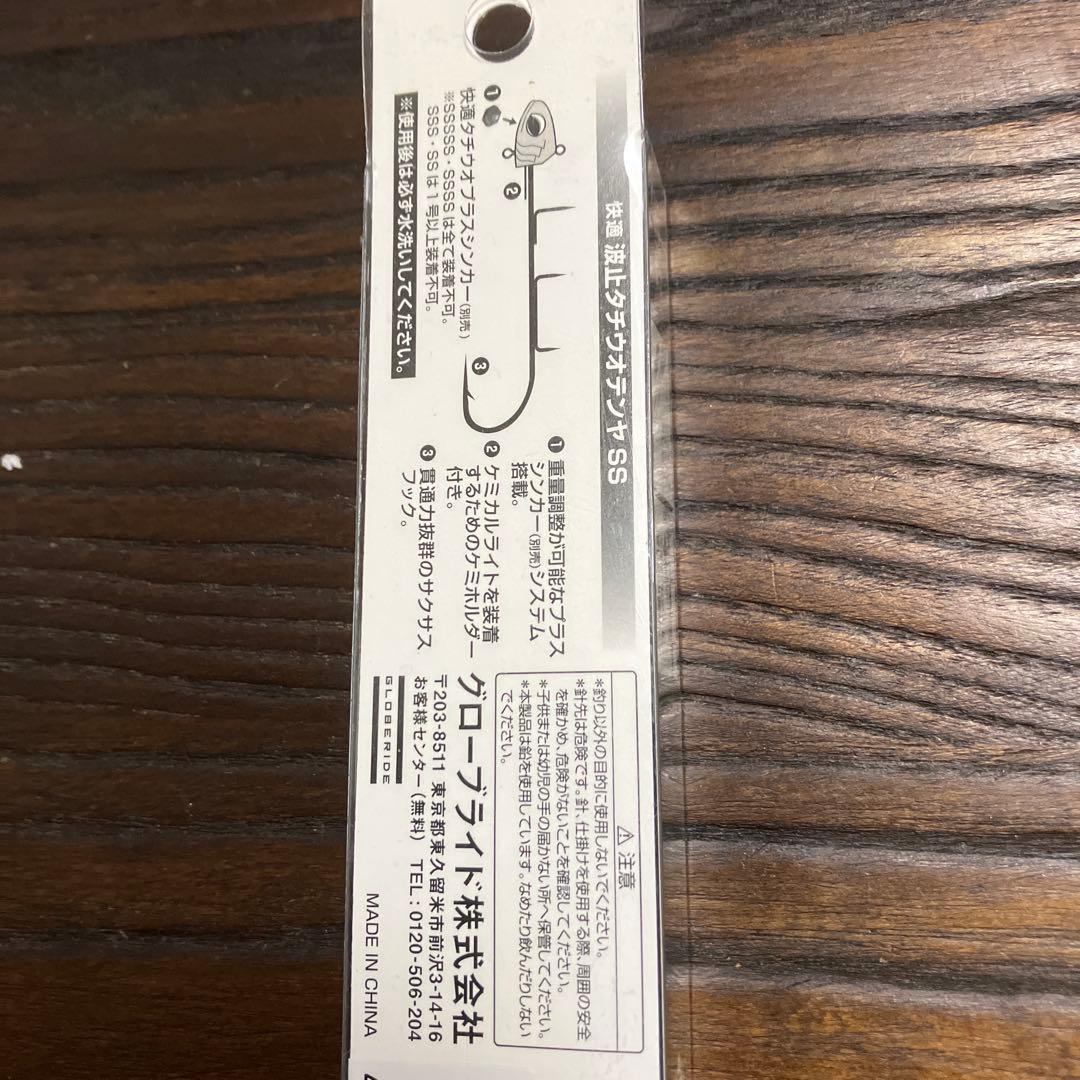 快適 波止タチウオテンヤ SS
❶
❷
❸
快適タチウオプラスシンカー(別売)
※SSSSS・SSSSは全て装着不可。
SSS・SSは1号以上装着不可。
※使用後は必ず水洗いしてください。
❶重量調整が可能なプラス
シンカー(別売)システム
搭載。
❷ケミカルライトを装着
するためのケミホルダー
付き。
❸貫通力抜群のサクサス
フック。
⚠注意
*釣り以外の目的に使用しないでください。
*針先は危険です。針、仕掛けを使用する際、周囲の安全
を確かめ、危険がないことを確認してください。
*子供または幼児の手の届かない所へ保管してください。
*本製品は鉛を使用しています。なめたり飲んだりしない
でください。
グローブライド株式会社
〒203-8511 東京都東久留米市前沢3-14-16
お客様センター(無料) TEL:0120-506-204
GLOBERIDE
MADE IN CHINA